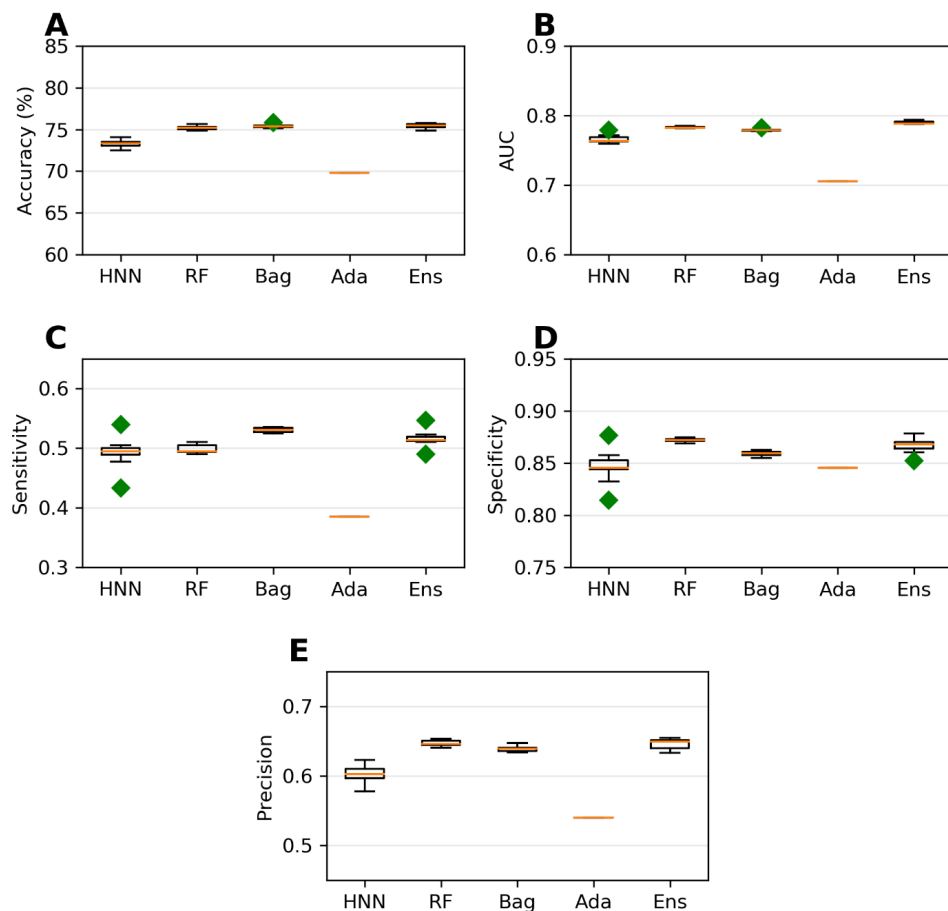 A
Accuracy (%)
85
80
75
70
65
60
HNN RF Bag Ada Ens
B
AUC
0.9
0.8
0.7
0.6
HNN RF Bag Ada Ens
C
Sensitivity
0.6
0.5
0.4
0.3
HNN RF Bag Ada Ens
D
Specificity
0.95
0.90
0.85
0.80
0.75
HNN RF Bag Ada Ens
E
Precision
0.7
0.6
0.5
HNN RF Bag Ada Ens